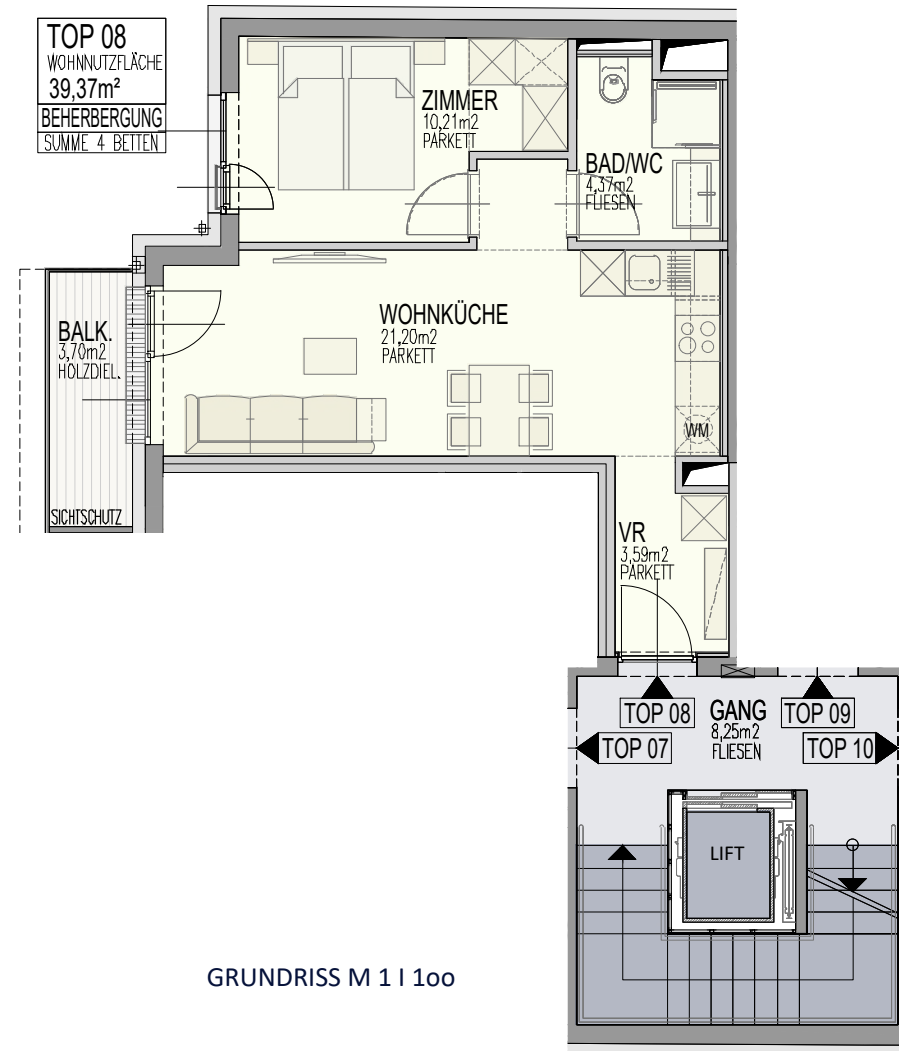 TOP 08
WOHNNUTZFLÄCHE
39,37m²
BEHERBERGUNG
SUMME 4 BETTEN
ZIMMER
10,21m2
PARKETT
BAD/WC
4,37m2
FLIESEN
WOHNKÜCHE
21,20m2
PARKETT
BALK.
3,70m2
HOLZDIEL.
WM
SICHTSCHUTZ
VR
3,59m2
PARKETT
TOP 08
GANG
8,25m2
FLIESEN
TOP 09
TOP 07
TOP 10
LIFT
GRUNDRISS M 1 I 1oo